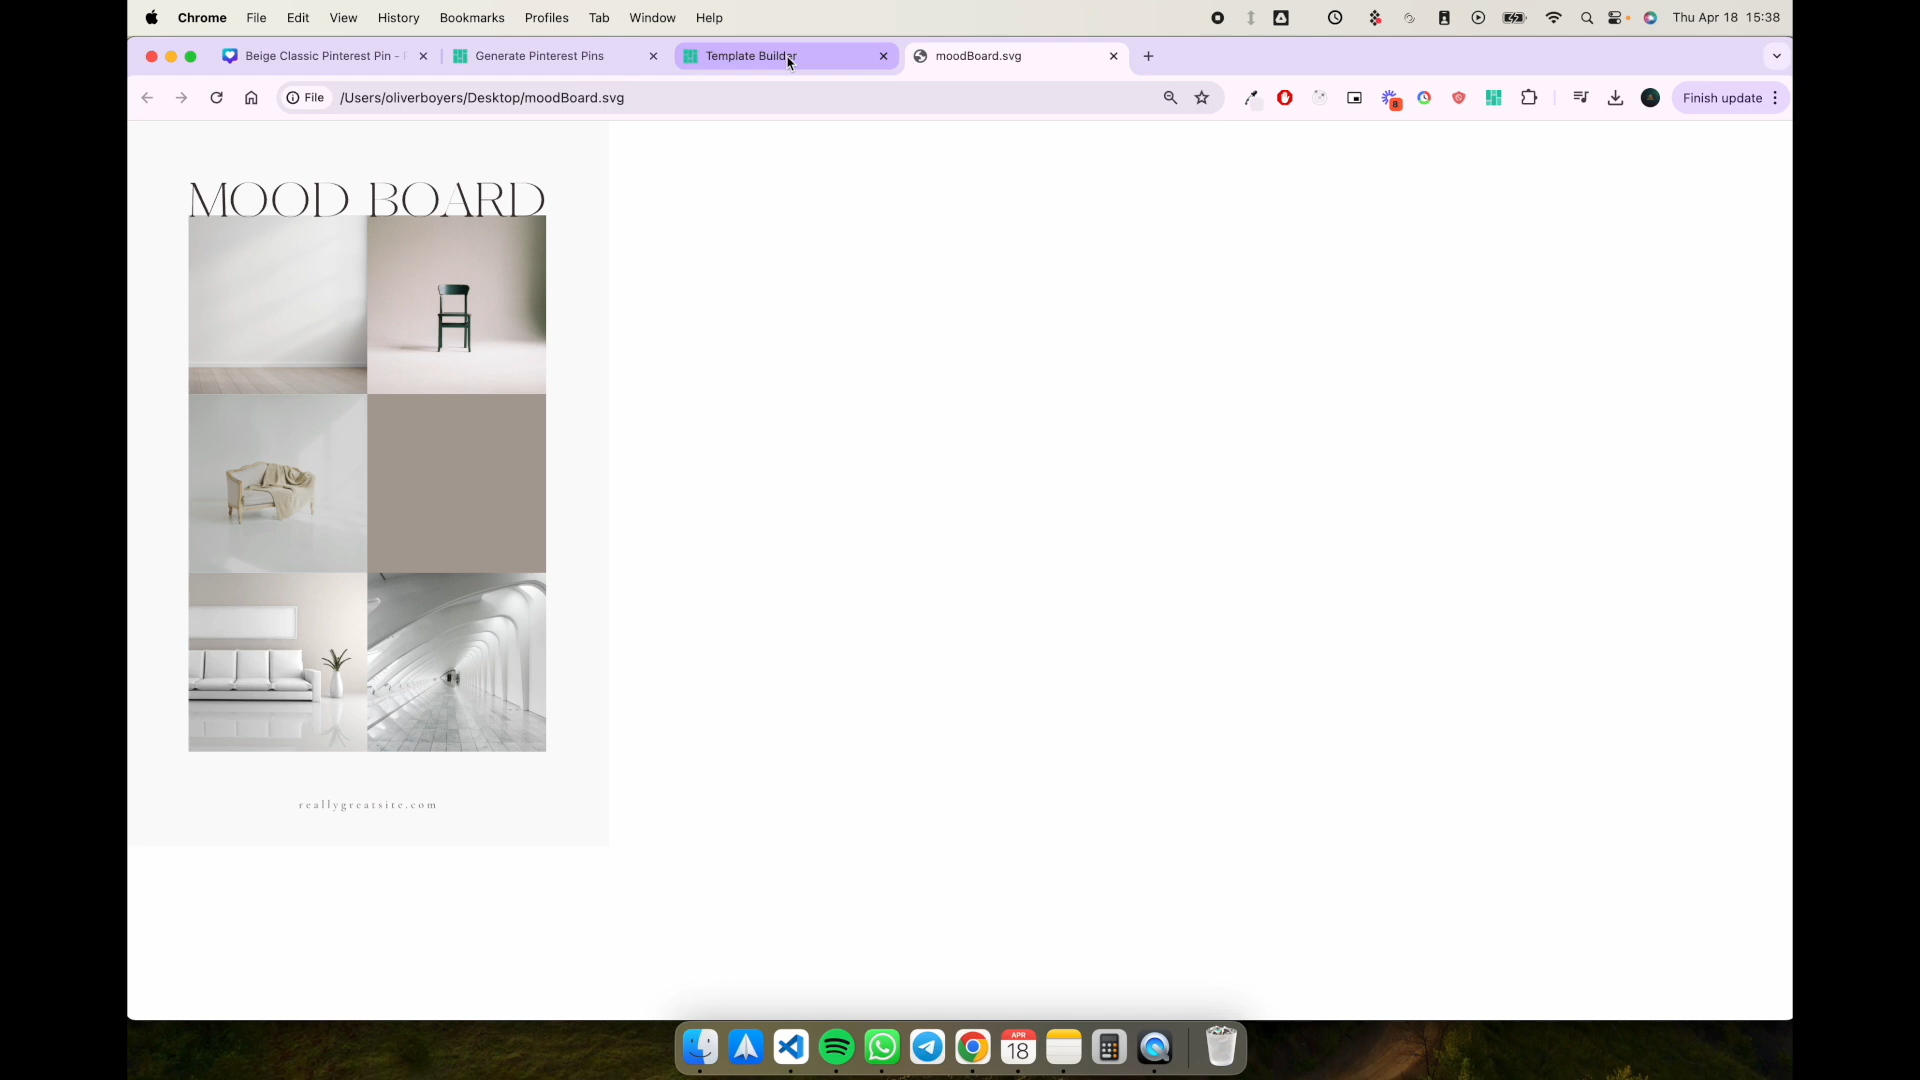 Chrome File Edit View History Bookmarks Profiles Tab Window Help Thu Apr 18 15:38
Beige Classic Pinterest Pin - Generate Pinterest Pins Template Builder moodBoard.svg
File /Users/oliverboyers/Desktop/moodBoard.svg 8 Finish update
MOOD BOARD
reallygreatsite.com
APR
18